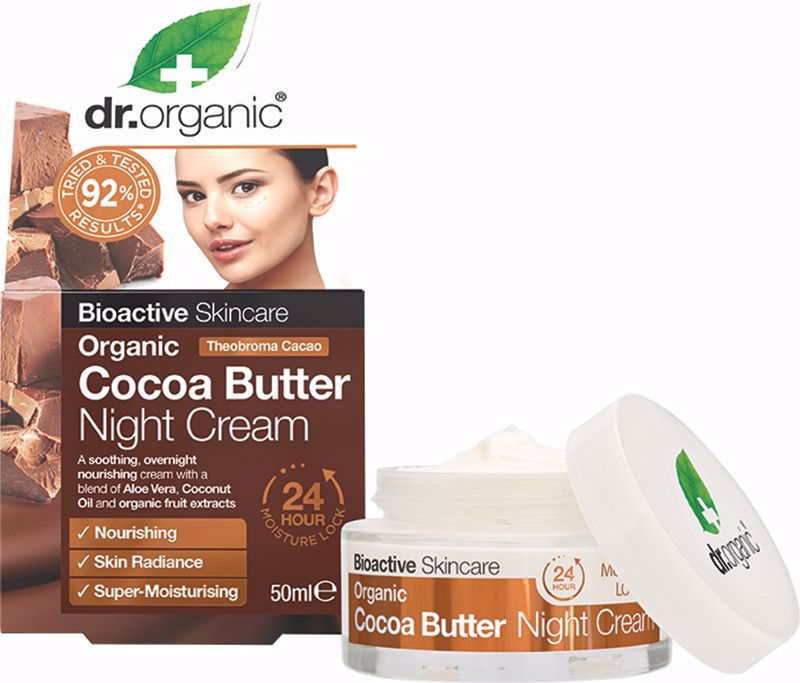 dr.organic®
TRIED & TESTED
92%
RESULTS*
Bioactive Skincare
Organic
Theobroma Cacao
Cocoa Butter
Night Cream
A soothing, overnight
nourishing cream with a
blend of Aloe Vera, Coconut
Oil and organic fruit extracts
24
HOUR
MOISTURE LOCK
✓ Nourishing
✓ Skin Radiance
✓ Super-Moisturising
50ml℮
Bioactive Skincare
Organic
24
HOUR
Cocoa Butter Night Cream
dr.organic®